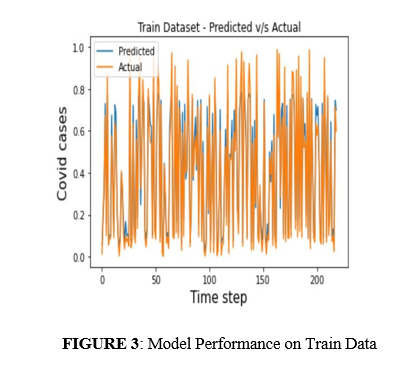 Train Dataset - Predicted v/s Actual
1.0
Predicted
Actual
0.8
0.6
0.4
0.2
0.0
Covid cases
0 50 100 150 200
Time step
FIGURE 3: Model Performance on Train Data